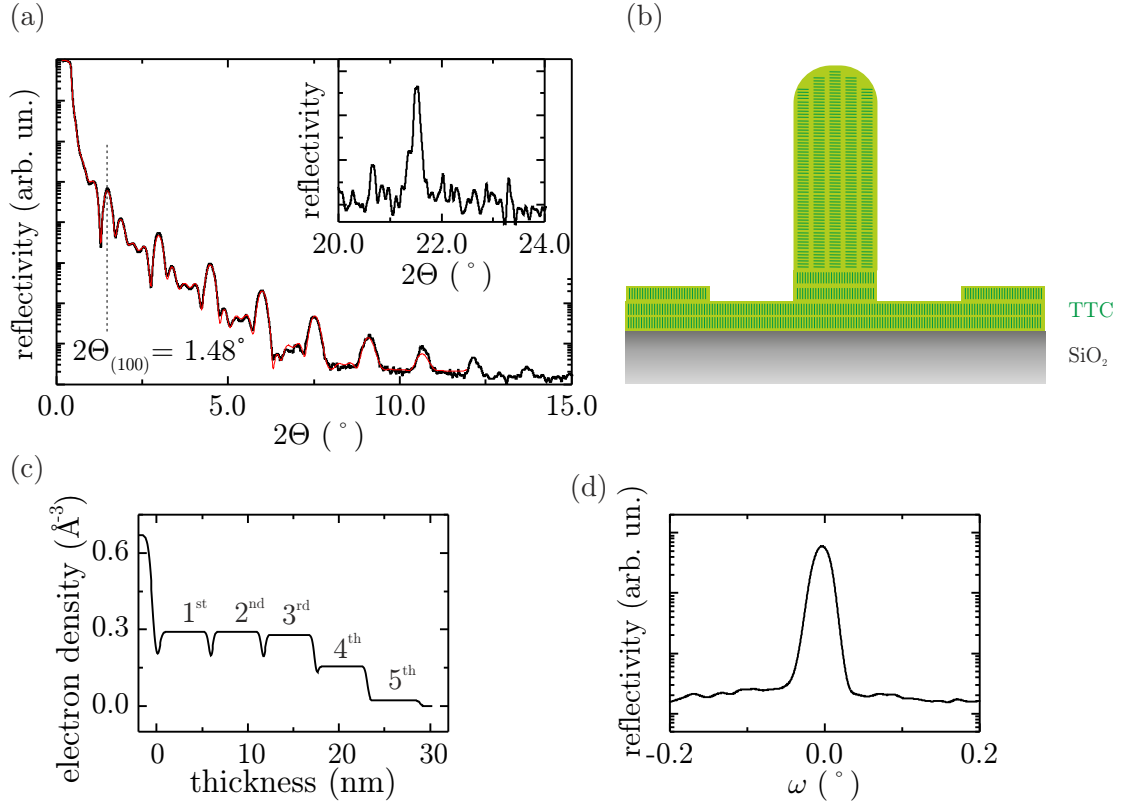 (a)
reflectivity (arb. un.)
2Θ(100) = 1.48°
0.0 5.0 10.0 15.0
2Θ (°)
reflectivity
20.0 22.0 24.0
2Θ (°)
(b)
TTC
SiO₂
(c)
electron density (Å⁻³)
0.6
0.3
0.0
1ˢᵗ 2ⁿᵈ 3ʳᵈ
4ᵗʰ
5ᵗʰ
0 10 20 30
thickness (nm)
(d)
reflectivity (arb. un.)
-0.2 0.0 0.2
ω (°)